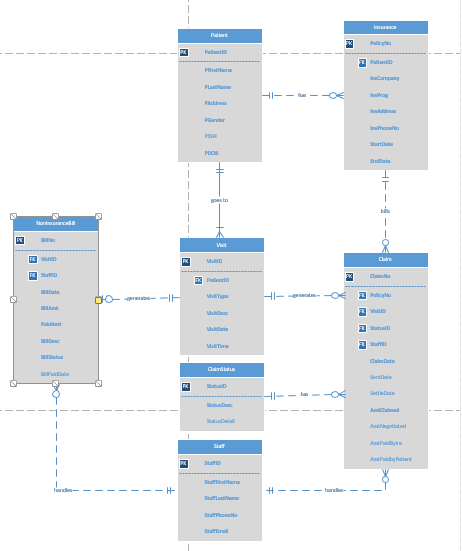 Patient
PK PatientID
PFirstName
PLastName
PAddress
PGender
PSSN
PDOB
Insurance
PK PolicyNo
FK PatientID
InsCompany
InsProg
InsAddress
InsPhoneNo
StartDate
EndDate
has
goes to
bills
NonInsuranceBill
PK BillNo
FK VisitID
FK StaffID
BillDate
BillAmt
PaidAmt
BillDesc
BillStatus
BillPaidDate
generates
Visit
PK VisitID
FK PatientID
VisitType
VisitDesc
VisitDate
VisitTime
generates
Claim
PK ClaimNo
FK PolicyNo
FK VisitID
FK StatusID
FK StaffID
ClaimDate
SentDate
SettleDate
AmtClaimed
AmtNegotiated
AmtPaidbyIns
AmtPaidbyPatient
ClaimStatus
PK StatusID
StatusDesc
StatusDetail
has
Staff
PK StaffID
StaffFirstName
StaffLastName
StaffPhoneNo
StaffEmail
handles
handles